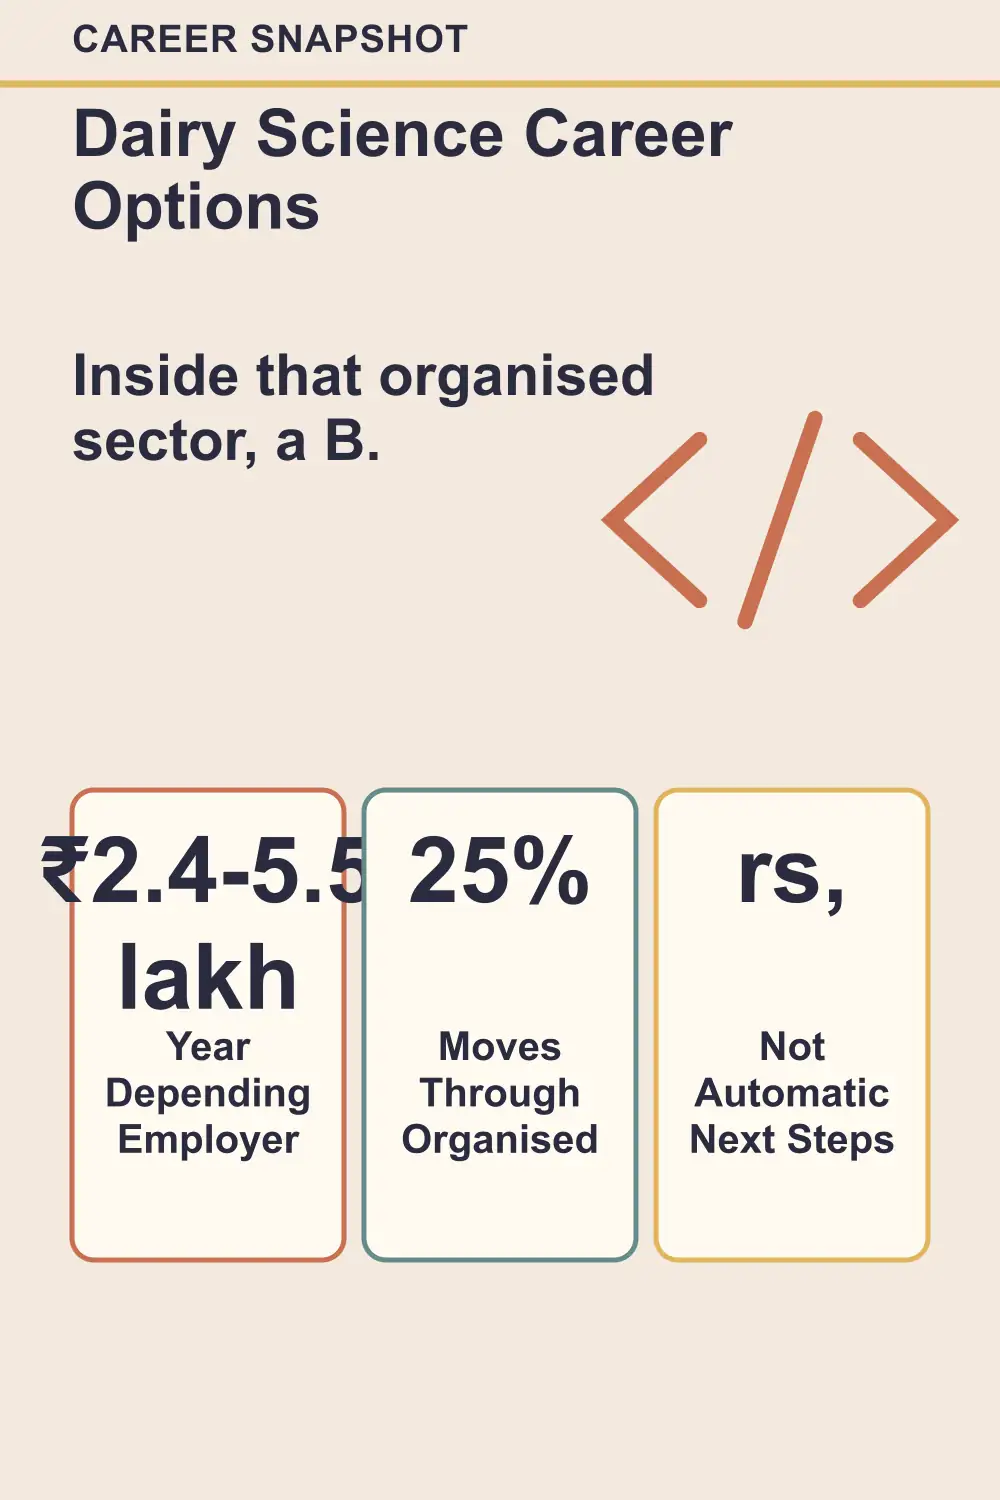 CAREER SNAPSHOT
Dairy Science Career
Options
Inside that organised
sector, a B.
₹2.4-5.5
lakh
Year
Depending
Employer
25%
Moves
Through
Organised
rs,
Not
Automatic
Next Steps